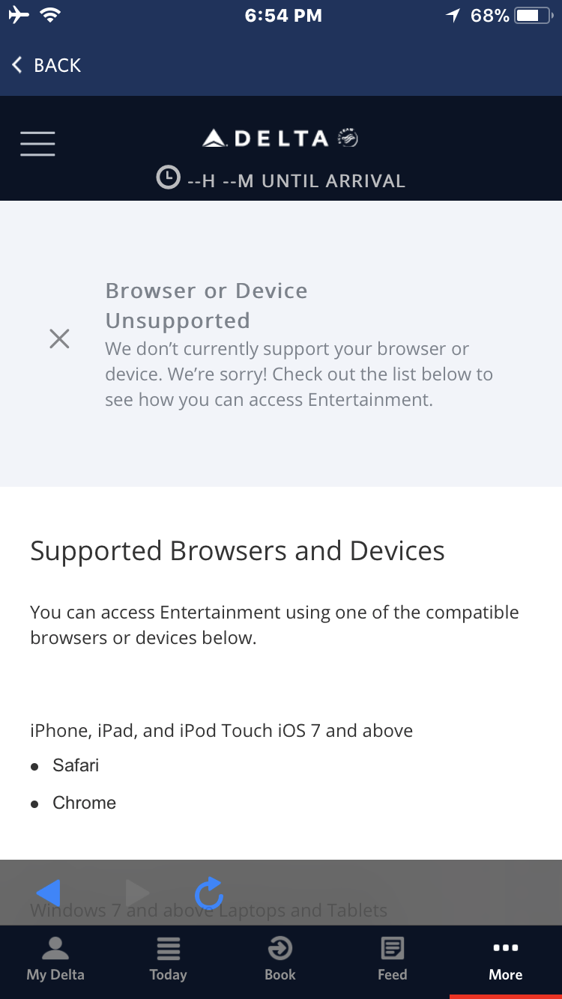 6:54 PM
68%
BACK
DELTA
--H --M UNTIL ARRIVAL
Browser or Device
Unsupported
We don’t currently support your browser or
device. We’re sorry! Check out the list below to
see how you can access Entertainment.
Supported Browsers and Devices
You can access Entertainment using one of the compatible
browsers or devices below.
iPhone, iPad, and iPod Touch iOS 7 and above
• Safari
• Chrome
Windows 7 and above Laptops and Tablets
My Delta
Today
Book
Feed
More